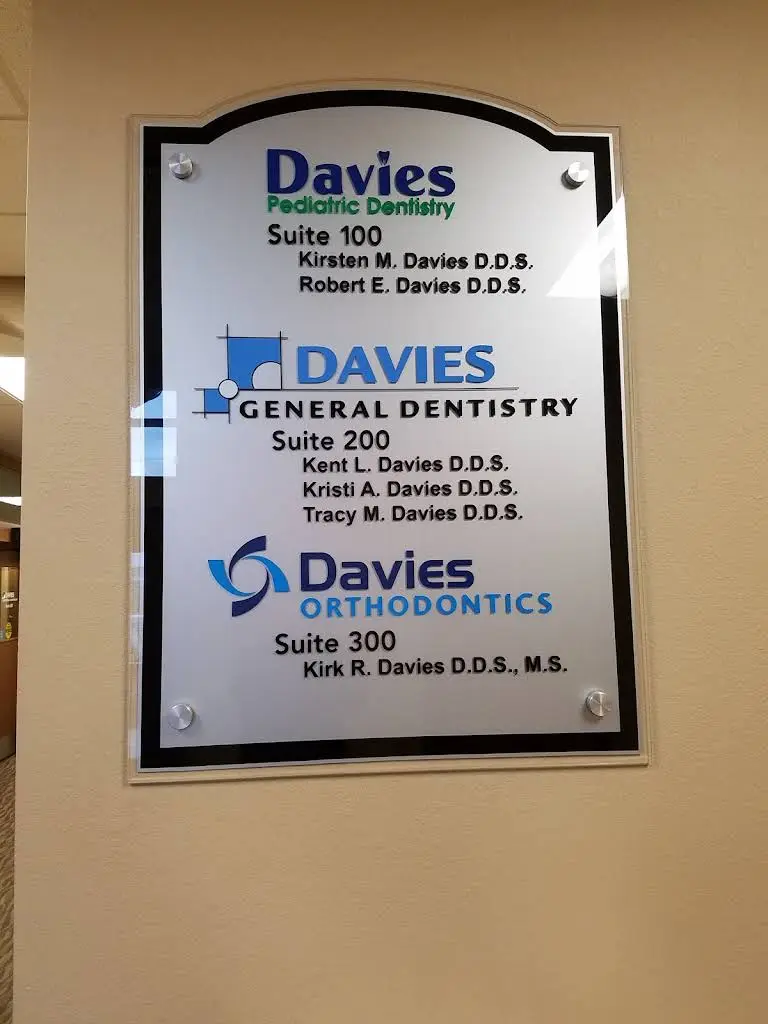 Davies
Pediatric Dentistry
Suite 100
Kirsten M. Davies D.D.S.
Robert E. Davies D.D.S.
DAVIES
GENERAL DENTISTRY
Suite 200
Kent L. Davies D.D.S.
Kristi A. Davies D.D.S.
Tracy M. Davies D.D.S.
Davies
ORTHODONTICS
Suite 300
Kirk R. Davies D.D.S., M.S.